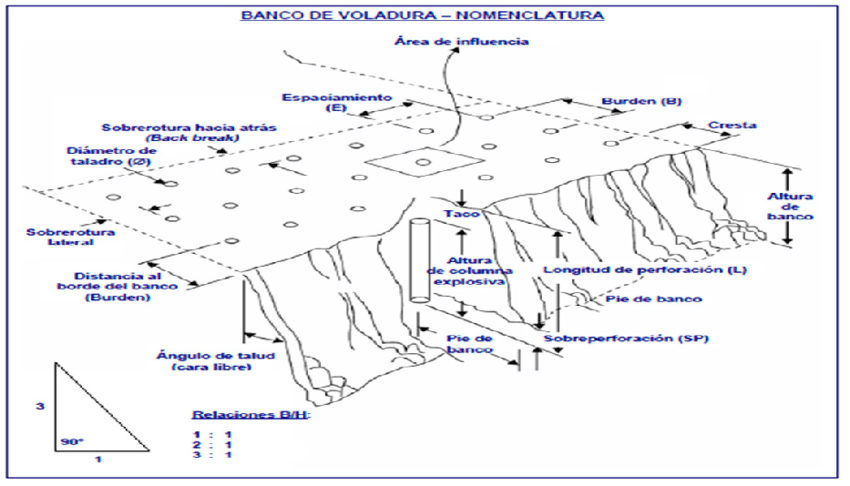 BANCO DE VOLADURA – NOMENCLATURA
Área de influencia
Espaciamiento
(E)
Burden (B)
Cresta
Sobrerotura hacia atrás
(Back break)
Diámetro de
taladro (∅)
Altura
de
banco
Taco
Sobrerotura
lateral
Altura
de columna
explosiva
Longitud de perforación (L)
Distancia al
borde del banco
(Burden)
Pie de banco
Pie de
banco
Sobreperforación (SP)
Ángulo de talud
(cara libre)
3
90°
1
Relaciones B/H:
1 : 1
2 : 1
3 : 1